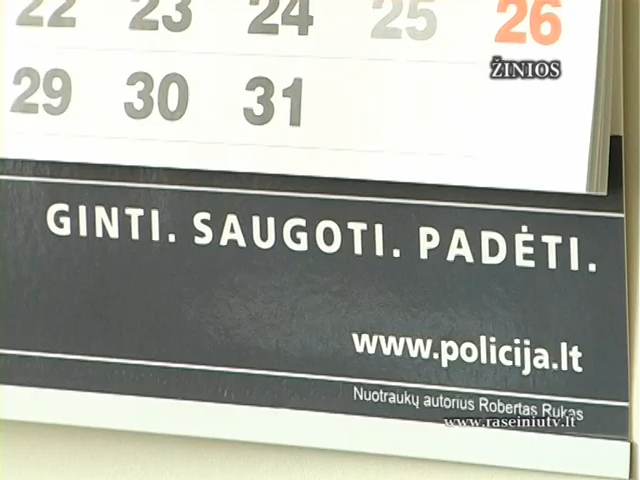 22 23 24 25 26
ŽINIOS
29 30 31
GINTI. SAUGOTI. PADĖTI.
www.policija.lt
Nuotraukų autorius Robertas Rukas
www.raseiniutv.lt